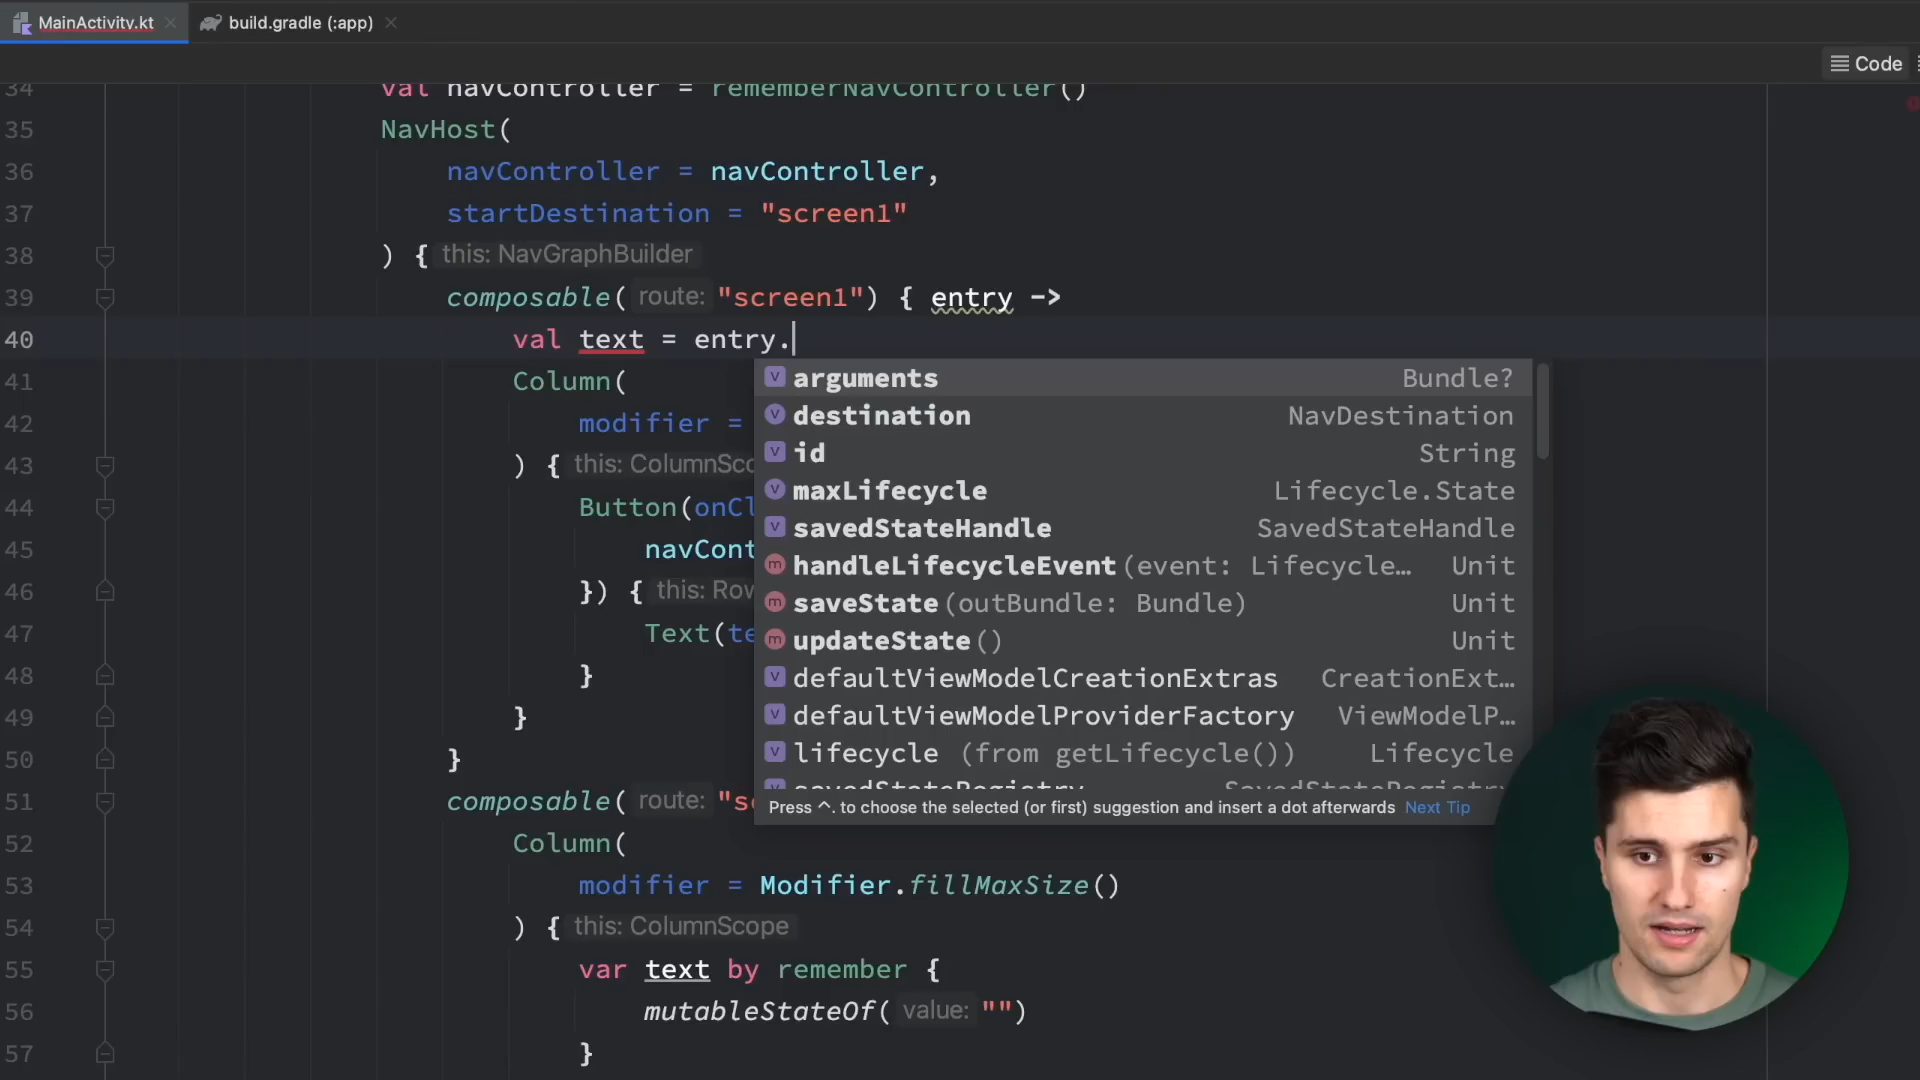 MainActivity.kt
build.gradle (:app)
Code
34 val navController = rememberNavController()
35 NavHost(
36 navController = navController,
37 startDestination = "screen1"
38 ) { this: NavGraphBuilder
39 composable( route: "screen1") { entry ->
40 val text = entry.
arguments Bundle?
41 Column(
destination NavDestination
42 modifier =
id String
43 ) { this: ColumnSco
maxLifecycle Lifecycle.State
44 Button(onCl
savedStateHandle SavedStateHandle
45 navCont
handleLifecycleEvent(event: Lifecycle… Unit
46 }) { this: Row
saveState(outBundle: Bundle) Unit
47 Text(te
updateState() Unit
48 }
defaultViewModelCreationExtras CreationExt…
49 }
defaultViewModelProviderFactory ViewModelP…
50 }
lifecycle (from getLifecycle()) Lifecycle
savedStateRegistry SavedStateRegistry
51 composable( route: "sc
Press ^. to choose the selected (or first) suggestion and insert a dot afterwards Next Tip
52 Column(
53 modifier = Modifier.fillMaxSize()
54 ) { this: ColumnScope
55 var text by remember {
56 mutableStateOf( value: "")
57 }